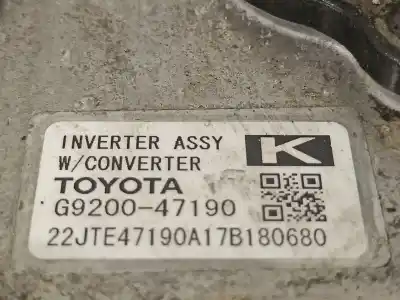 INVERTER ASSY
W/CONVERTER
K
TOYOTA
G9200-47190
22JTE47190A17B180680